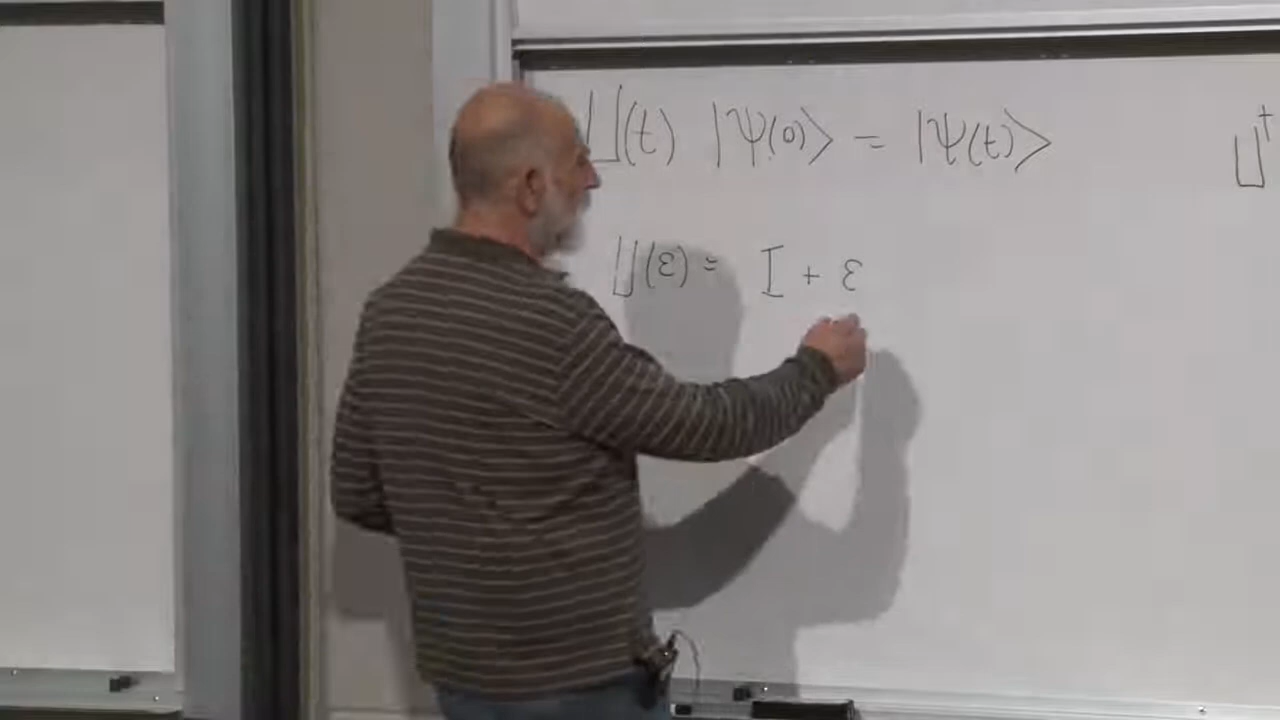 U(t) |Ψ(0)⟩ = |Ψ(t)⟩ U†
U(ε) = I + ε